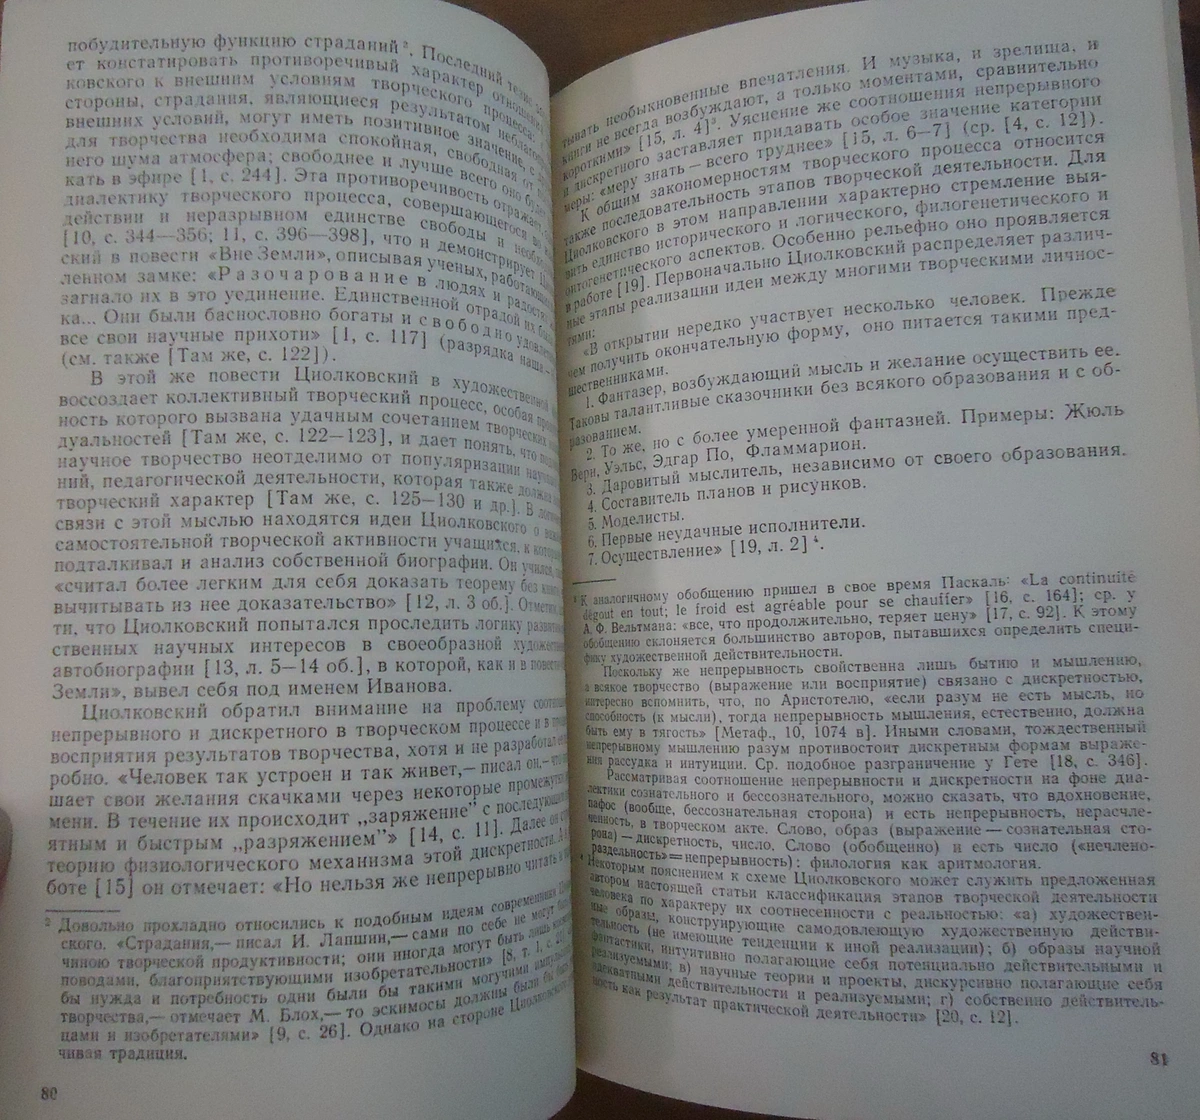 побудительную функцию страданий ². Последний
ет констатировать противоречивый характер
ковского к внешним условиям творческого процесса:
стороны, страдания, являющиеся результатом
внешних условий, могут иметь позитивное значение, с
для творчества необходима спокойная, свободная от
него шума атмосфера; свободнее и лучше всего оно
кать в эфире [1, с. 244]. Эта противоречивость отражает
диалектику творческого процесса, совершающегося во
действии и неразрывном единстве свободы и
[10, с. 344—356; 11, с. 396—398], что и демонстрирует
ский в повести «Вне Земли», описывая ученых,
ленном замке: «Разочарование в людях и
загнало их в это уединение. Единственной отрадой их
ка... Они были баснословно богаты и свободно
все свои научные прихоти» [1, с. 117] (разрядка наша
(см. также [Там же, с. 122]).
В этой же повести Циолковский в художественной
воссоздает коллективный творческий процесс, особая
ность которого вызвана удачным сочетанием творческих
дуальностей [Там же, с. 122—123], и дает понять, что
научное творчество неотделимо от популяризации
ний, педагогической деятельности, которая также
творческий характер [Там же, с. 125—130 и др.]. В
связи с этой мыслью находятся идеи Циолковского о
самостоятельной творческой активности учащихся, к
подталкивал и анализ собственной биографии. Он учился,
«считал более легким для себя доказать теорему без
вычитывать из нее доказательство» [12, л. 3 об.].
ти, что Циолковский попытался проследить логику
ственных научных интересов в своеобразной
автобиографии [13, л. 5—14 об.], в которой, как и в повести
Земли», вывел себя под именем Иванова.
Циолковский обратил внимание на проблему
непрерывного и дискретного в творческом процессе и в
восприятия результатов творчества, хотя и не разработал
робно. «Человек так устроен и так живет,— писал он,— что
шает свои желания скачками через некоторые
мени. В течение их происходит „заряжение” с
ятным и быстрым „разряжением”» [14, с. 11]. Далее он
теорию физиологического механизма этой дискретности.
боте [15] он отмечает: «Но нельзя же непрерывно читать
² Довольно прохладно относились к подобным идеям современники
ского. «Страдания,— писал И. Лапшин,— сами по себе не могут
чиною творческой продуктивности; они иногда могут быть лишь
поводами, благоприятствующими изобретательности» [8, т. 1, с.
бы нужда и потребность одни были бы такими могучими
творчества,— отмечает М. Блох,— то эскимосы должны были бы
цами и изобретателями» [9, с. 26]. Однако на стороне Циолковского
чивая традиция.
80
тывать необыкновенные впечатления. И музыка, и зрелища, и
книги не всегда возбуждают, а только моментами, сравнительно
короткими» [15, л. 4]³. Уяснение же соотношения непрерывного
и дискретного заставляет придавать особое значение категории
меры: «меру знать — всего труднее» [15, л. 6—7] (ср. [4, с. 12]).
К общим закономерностям творческого процесса относится
также последовательность этапов творческой деятельности. Для
Циолковского в этом направлении характерно стремление выя-
вить единство исторического и логического, филогенетического и
онтогенетического аспектов. Особенно рельефно оно проявляется
в работе [19]. Первоначально Циолковский распределяет различ-
ные этапы реализации идеи между многими творческими личнос-
тями:
«В открытии нередко участвует несколько человек. Прежде
чем получить окончательную форму, оно питается такими пред-
шественниками.
1. Фантазер, возбуждающий мысль и желание осуществить ее.
Таковы талантливые сказочники без всякого образования и с об-
разованием.
2. То же, но с более умеренной фантазией. Примеры: Жюль
Верн, Уэльс, Эдгар По, Фламмарион.
3. Даровитый мыслитель, независимо от своего образования.
4. Составитель планов и рисунков.
5. Моделисты.
6. Первые неудачные исполнители.
7. Осуществление» [19, л. 2] ⁴.
К аналогичному обобщению пришел в свое время Паскаль: «La continuité
dégout en tout; le froid est agréable pour se chauffer» [16, с. 164]; ср. у
А. Ф. Вельтмана: «все, что продолжительно, теряет цену» [17, с. 92]. К этому
обобщению склоняется большинство авторов, пытавшихся определить специ-
фику художественной действительности.
Поскольку же непрерывность свойственна лишь бытию и мышлению,
а всякое творчество (выражение или восприятие) связано с дискретностью,
интересно вспомнить, что, по Аристотелю, «если разум не есть мысль, но
способность (к мысли), тогда непрерывность мышления, естественно, должна
быть ему в тягость» [Метаф., 10, 1074 в]. Иными словами, тождественный
непрерывному мышлению разум противостоит дискретным формам выраже-
ния рассудка и интуиции. Ср. подобное разграничение у Гете [18, с. 346].
Рассматривая соотношение непрерывности и дискретности на фоне диа-
лектики сознательного и бессознательного, можно сказать, что вдохновение,
пафос (вообще, бессознательная сторона) и есть непрерывность, нерасчле-
ненность, в творческом акте. Слово, образ (выражение — сознательная сто-
рона) — дискретность, число. Слово (обобщенно) и есть число («нечлено-
раздельность»=непрерывность): филология как аритмология.
⁴ Некоторым пояснением к схеме Циолковского может служить предложенная
автором настоящей статьи классификация этапов творческой деятельности
человека по характеру их соотнесенности с реальностью: «а) художествен-
ные образы, конструирующие самодовлеющую художественную действи-
тельность (не имеющие тенденции к иной реализации); б) образы научной
фантастики, интуитивно полагающие себя потенциально действительными и
реализуемыми; в) научные теории и проекты, дискурсивно полагающие себя
адекватными действительности и реализуемыми; г) собственно действитель-
ность как результат практической деятельности» [20, с. 12].
81